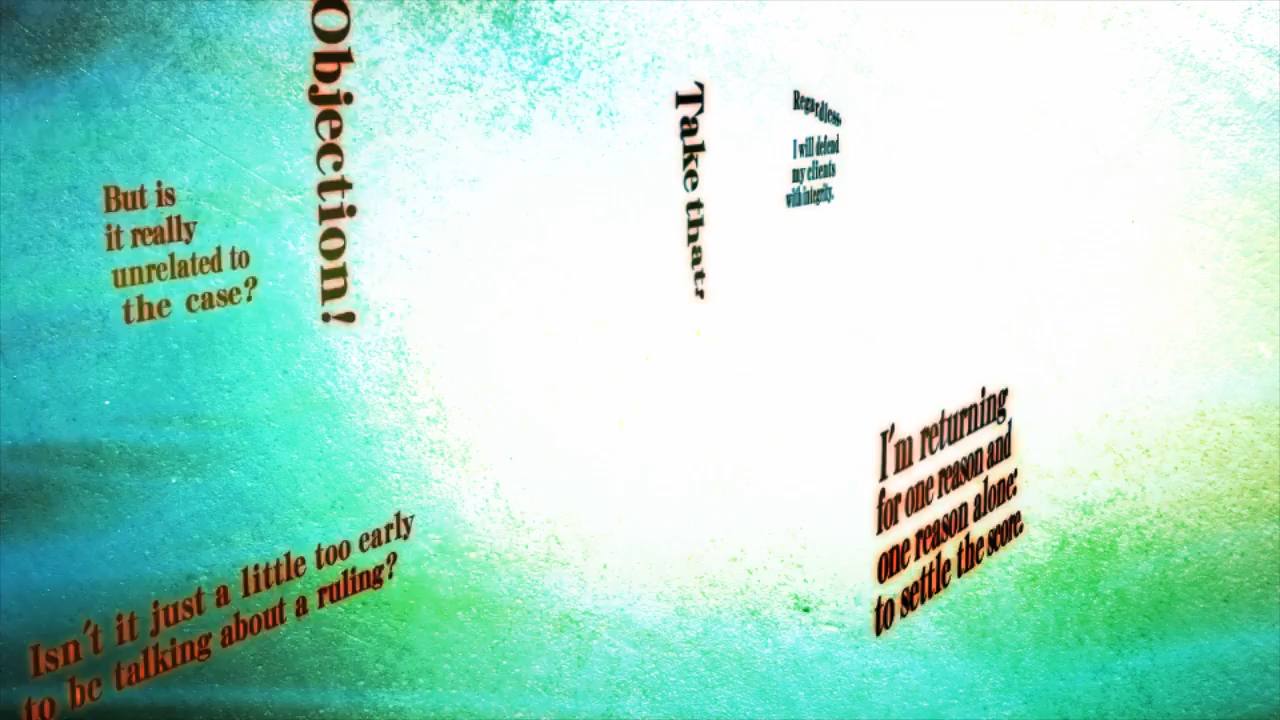 Objection!
But is
it really
unrelated to
the case?
Take that!
Regardless,
I will defend
my clients
with integrity.
I'm returning
for one reason and
one reason alone:
to settle the score.
Isn't it just a little too early
to be talking about a ruling?